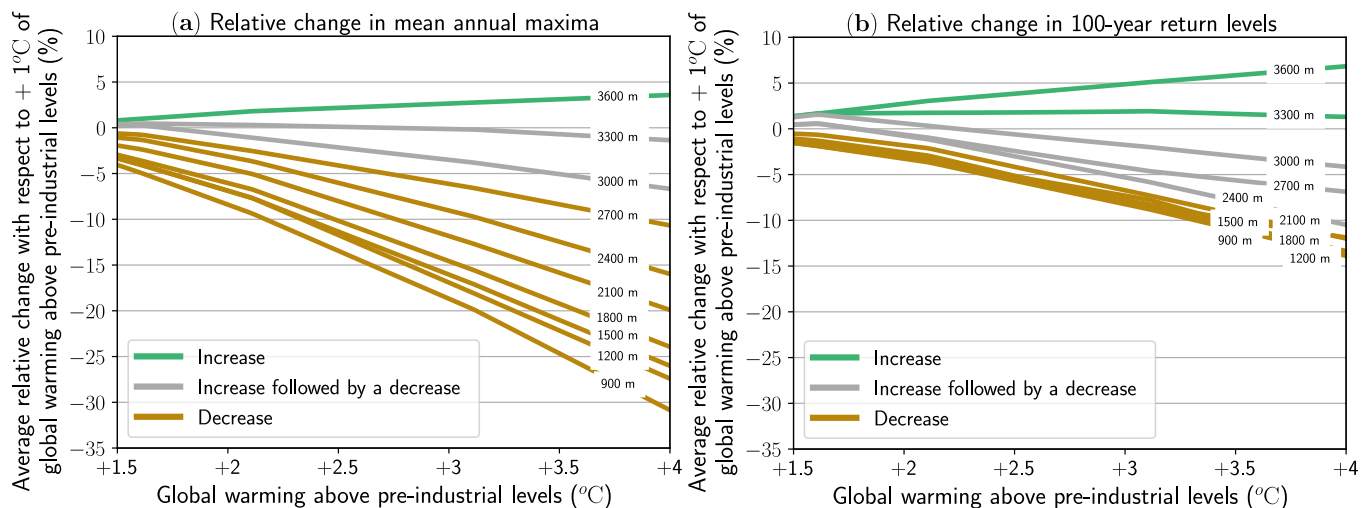 (a) Relative change in mean annual maxima
Average relative change with respect to + 1°C of
global warming above pre-industrial levels (%)
10
5
0
−5
−10
−15
−20
−25
−30
−35
3600 m
3300 m
3000 m
2700 m
2400 m
2100 m
1800 m
1500 m
1200 m
900 m
Increase
Increase followed by a decrease
Decrease
+1.5
+2
+2.5
+3
+3.5
+4
Global warming above pre-industrial levels (°C)
(b) Relative change in 100-year return levels
Average relative change with respect to + 1°C of
global warming above pre-industrial levels (%)
10
5
0
−5
−10
−15
−20
−25
−30
−35
3600 m
3300 m
3000 m
2700 m
2400 m
1500 m
2100 m
900 m
1800 m
1200 m
Increase
Increase followed by a decrease
Decrease
+1.5
+2
+2.5
+3
+3.5
+4
Global warming above pre-industrial levels (°C)